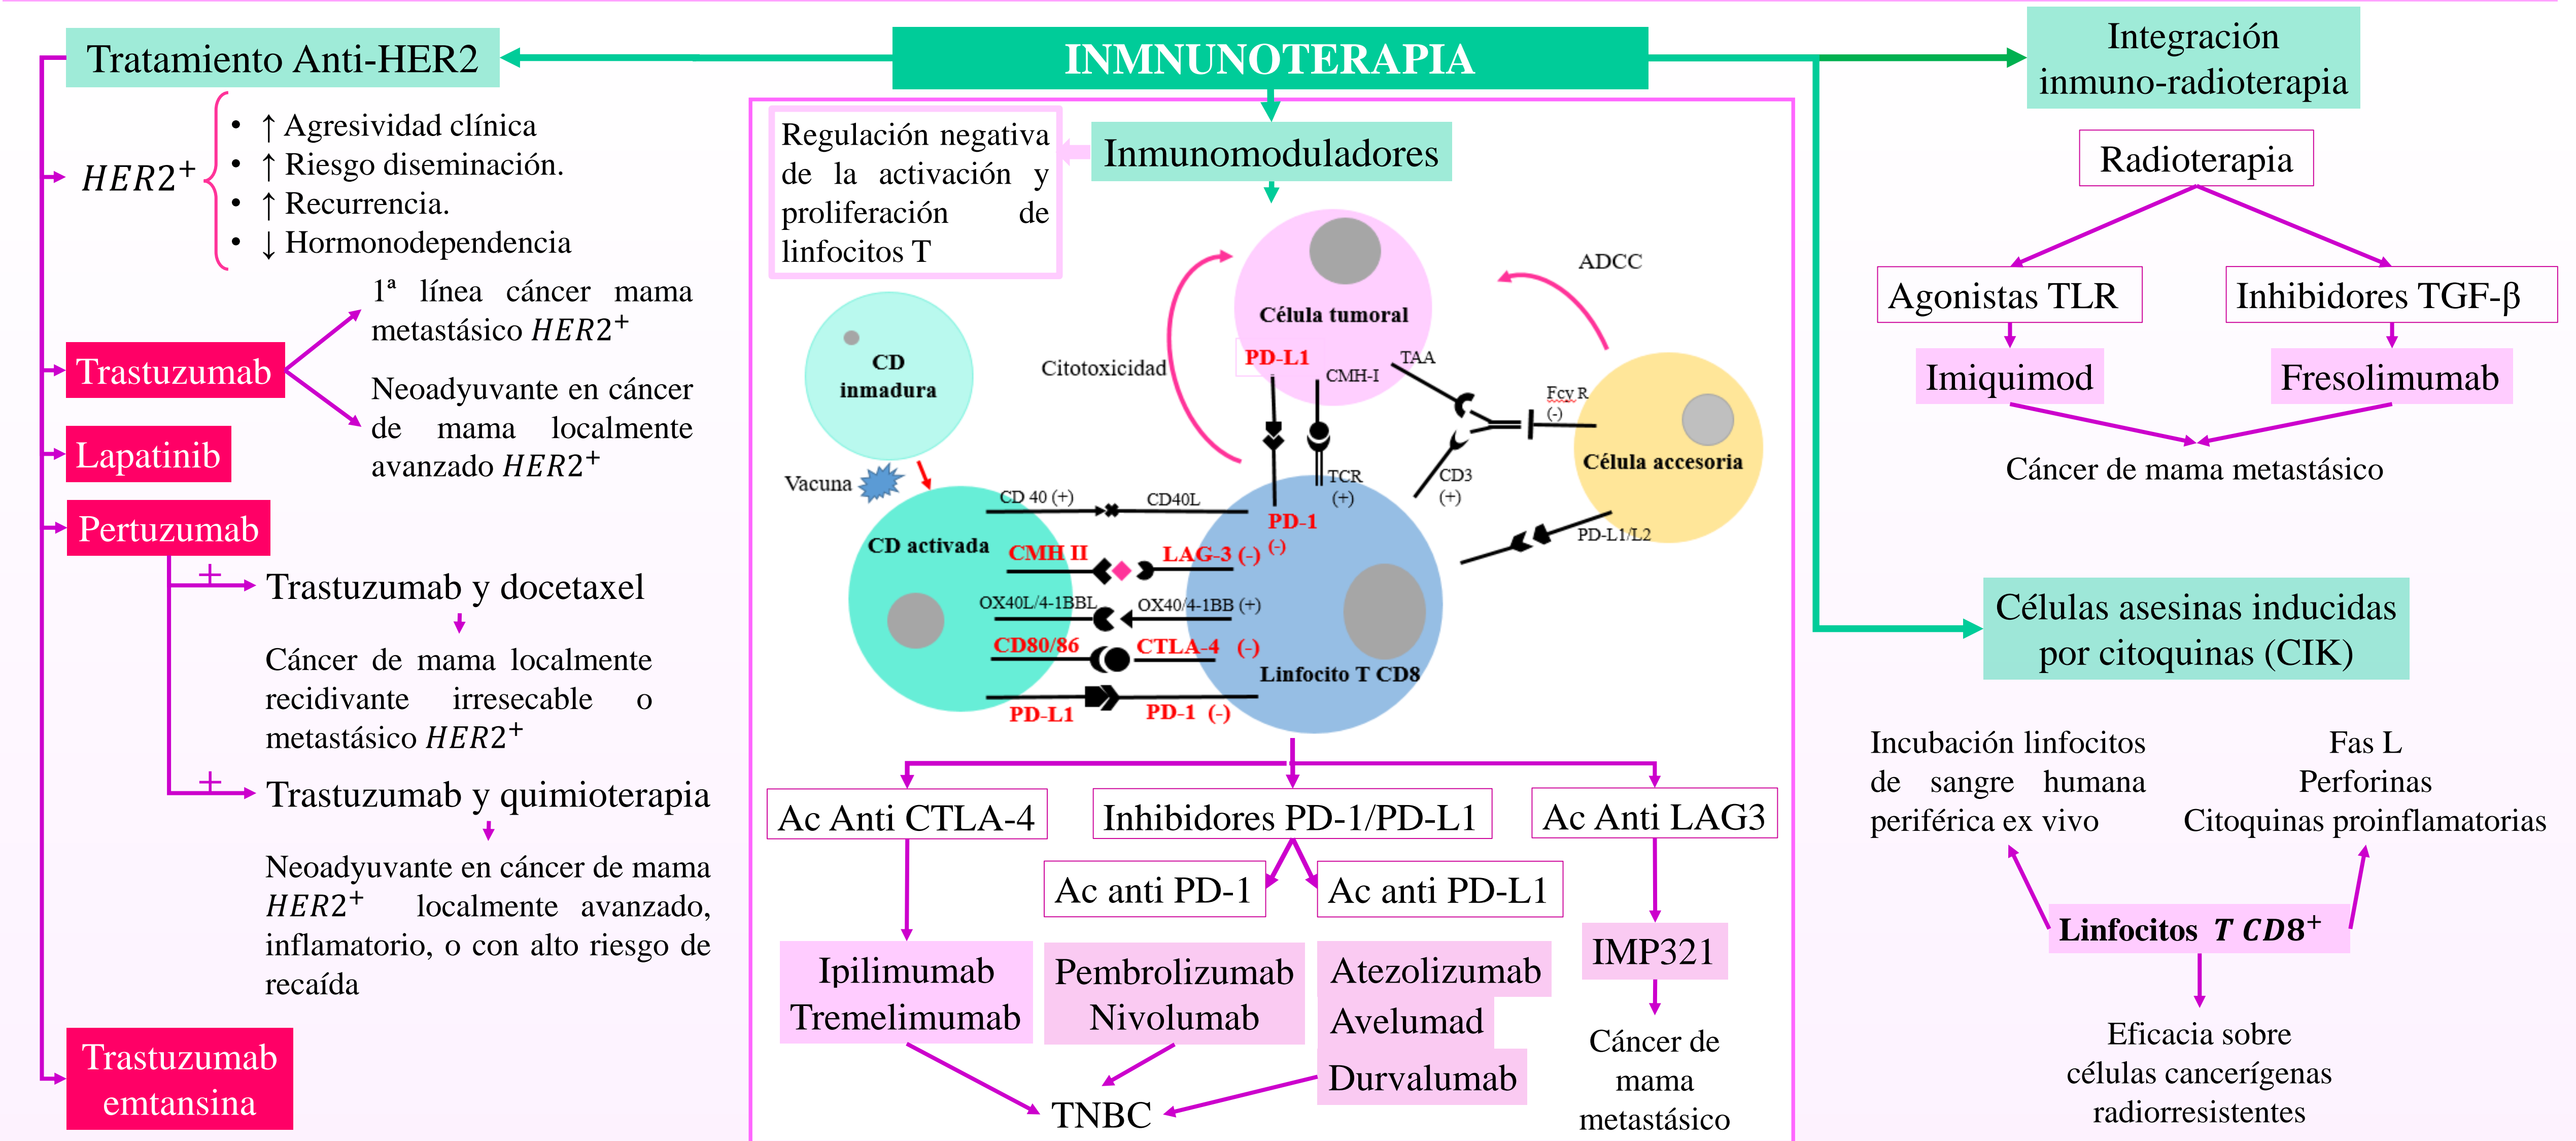 INMNUNOTERAPIA
Tratamiento Anti-HER2
HER2⁺
• ↑ Agresividad clínica
• ↑ Riesgo diseminación.
• ↑ Recurrencia.
• ↓ Hormonodependencia
Trastuzumab
1ª línea cáncer mama
metastásico HER2⁺
Neoadyuvante en cáncer
de mama localmente
avanzado HER2⁺
Lapatinib
Pertuzumab
+
Trastuzumab y docetaxel
Cáncer de mama localmente
recidivante irresecable o
metastásico HER2⁺
+
Trastuzumab y quimioterapia
Neoadyuvante en cáncer de mama
HER2⁺ localmente avanzado,
inflamatorio, o con alto riesgo de
recaída
Trastuzumab
emtansina
Inmunomoduladores
Regulación negativa
de la activación y
proliferación de
linfocitos T
CD
inmadura
Vacuna
CD activada
Citotoxicidad
Célula tumoral
PD-L1
CMH-I
TAA
ADCC
Fcγ R
(-)
Célula accesoria
CD3
(+)
TCR
(+)
PD-1
(-)
PD-L1/L2
CD 40 (+)
CD40L
CMH II
LAG-3 (-)
OX40L/4-1BBL
OX40/4-1BB (+)
CD80/86
CTLA-4 (-)
PD-L1
PD-1 (-)
Linfocito T CD8
Ac Anti CTLA-4
Inhibidores PD-1/PD-L1
Ac Anti LAG3
Ac anti PD-1
Ac anti PD-L1
Ipilimumab
Tremelimumab
Pembrolizumab
Nivolumab
Atezolizumab
Avelumad
Durvalumab
TNBC
IMP321
Cáncer de
mama
metastásico
Integración
inmuno-radioterapia
Radioterapia
Agonistas TLR
Inhibidores TGF-β
Imiquimod
Fresolimumab
Cáncer de mama metastásico
Células asesinas inducidas
por citoquinas (CIK)
Incubación linfocitos
de sangre humana
periférica ex vivo
Fas L
Perforinas
Citoquinas proinflamatorias
Linfocitos T CD8⁺
Eficacia sobre
células cancerígenas
radiorresistentes